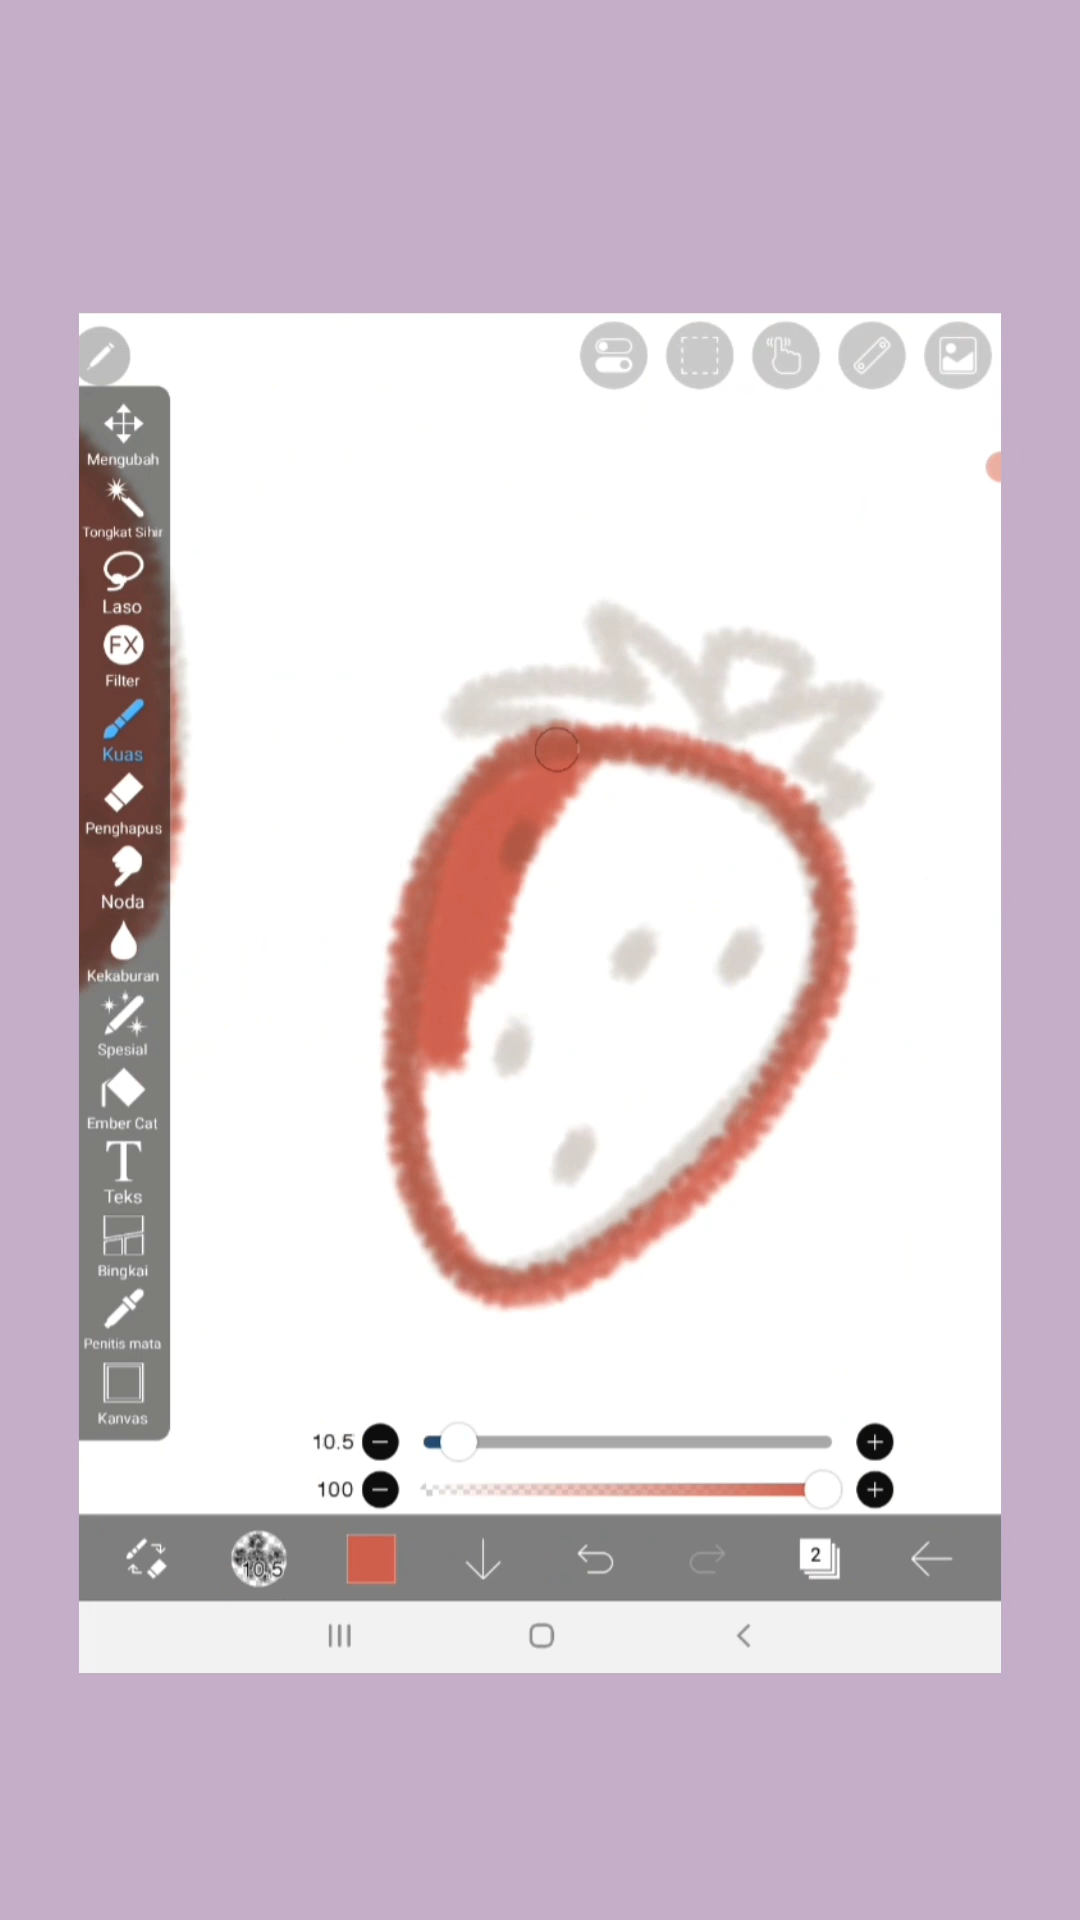 Mengubah
Tongkat Sihir
Laso
FX
Filter
Kuas
Penghapus
Noda
Kekaburan
Spesial
Ember Cat
T
Teks
Bingkai
Penitis mata
Kanvas
10.5
100
10.5
2